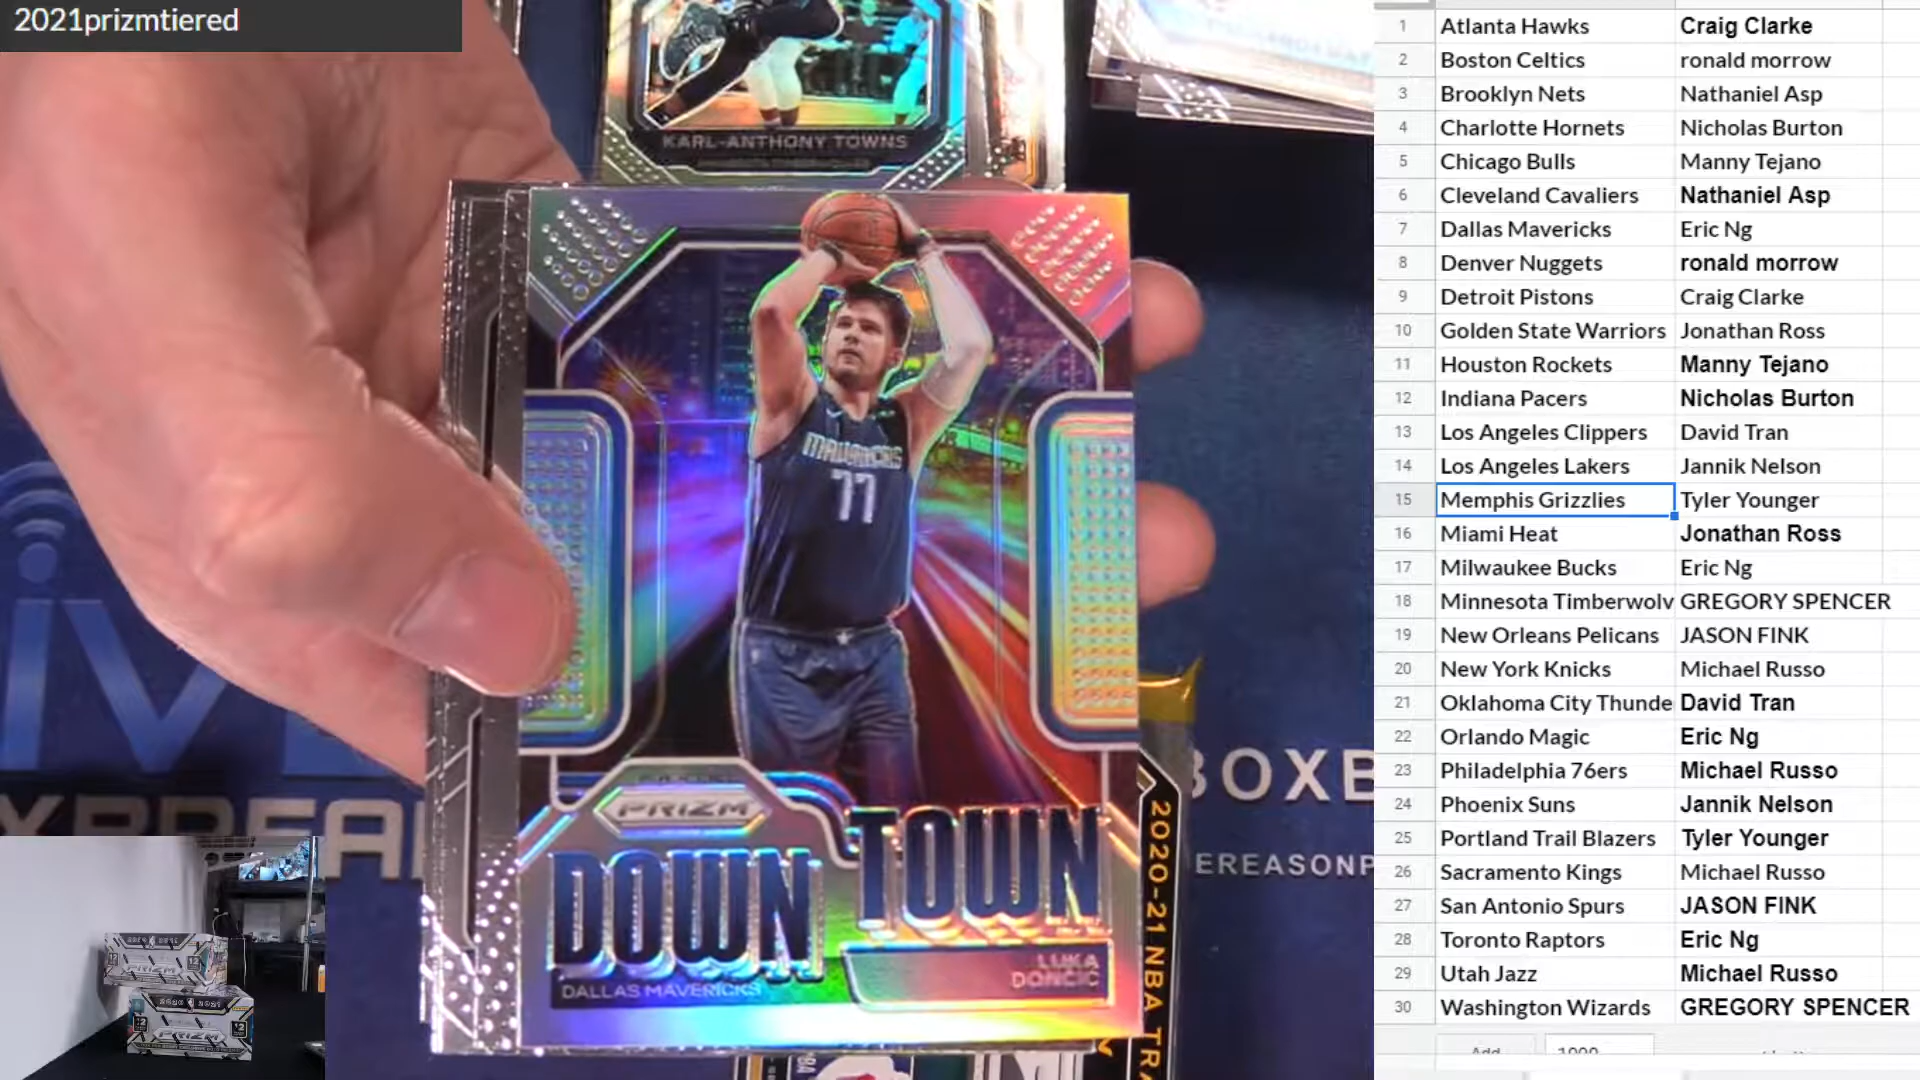 2021prizmtiered
KARL-ANTHONY TOWNS
MAVERICKS
77
PRIZM
DOWN TOWN
DALLAS MAVERICKS
LUKA
DONČIĆ
2020-21 NBA TR
BOXB
EREASONP
1 Atlanta Hawks Craig Clarke
2 Boston Celtics ronald morrow
3 Brooklyn Nets Nathaniel Asp
4 Charlotte Hornets Nicholas Burton
5 Chicago Bulls Manny Tejano
6 Cleveland Cavaliers Nathaniel Asp
7 Dallas Mavericks Eric Ng
8 Denver Nuggets ronald morrow
9 Detroit Pistons Craig Clarke
10 Golden State Warriors Jonathan Ross
11 Houston Rockets Manny Tejano
12 Indiana Pacers Nicholas Burton
13 Los Angeles Clippers David Tran
14 Los Angeles Lakers Jannik Nelson
15 Memphis Grizzlies Tyler Younger
16 Miami Heat Jonathan Ross
17 Milwaukee Bucks Eric Ng
18 Minnesota Timberwolv GREGORY SPENCER
19 New Orleans Pelicans JASON FINK
20 New York Knicks Michael Russo
21 Oklahoma City Thunde David Tran
22 Orlando Magic Eric Ng
23 Philadelphia 76ers Michael Russo
24 Phoenix Suns Jannik Nelson
25 Portland Trail Blazers Tyler Younger
26 Sacramento Kings Michael Russo
27 San Antonio Spurs JASON FINK
28 Toronto Raptors Eric Ng
29 Utah Jazz Michael Russo
30 Washington Wizards GREGORY SPENCER
Add 1000